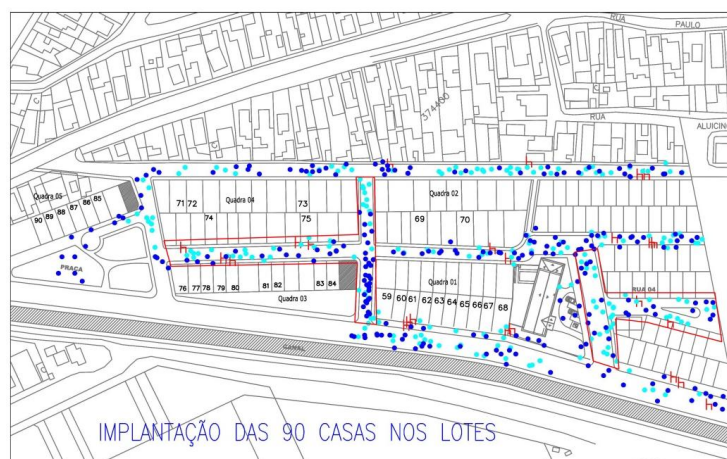 RUA
PAULO
374400
RUA
ALUICINO
Quadra 05
85
86
87
88
89
90
71 72
Quadra 04
73
74
75
Quadra 02
69
70
PRAÇA
76 77 78 79 80 81 82 83 84
Quadra 03
Quadra 01
59 60 61 62 63 64 65 66 67 68
RUA 04
CANAL
IMPLANTAÇÃO DAS 90 CASAS NOS LOTES